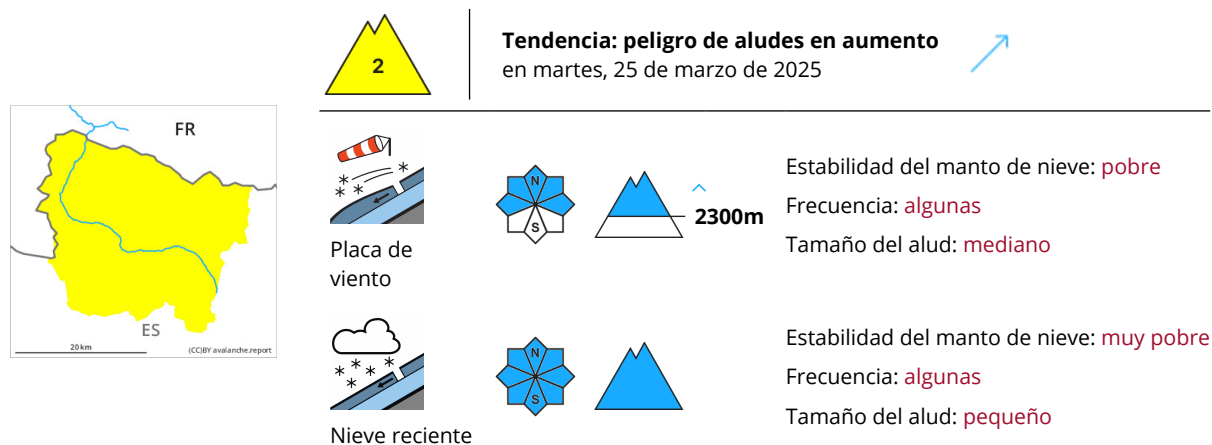 2
Tendencia: peligro de aludes en aumento
en martes, 25 de marzo de 2025
FR
ES
20 km
(CC)BY avalanche.report
Placa de
viento
N
S
2300m
Estabilidad del manto de nieve: pobre
Frecuencia: algunas
Tamaño del alud: mediano
Nieve reciente
N
S
Estabilidad del manto de nieve: muy pobre
Frecuencia: algunas
Tamaño del alud: pequeño